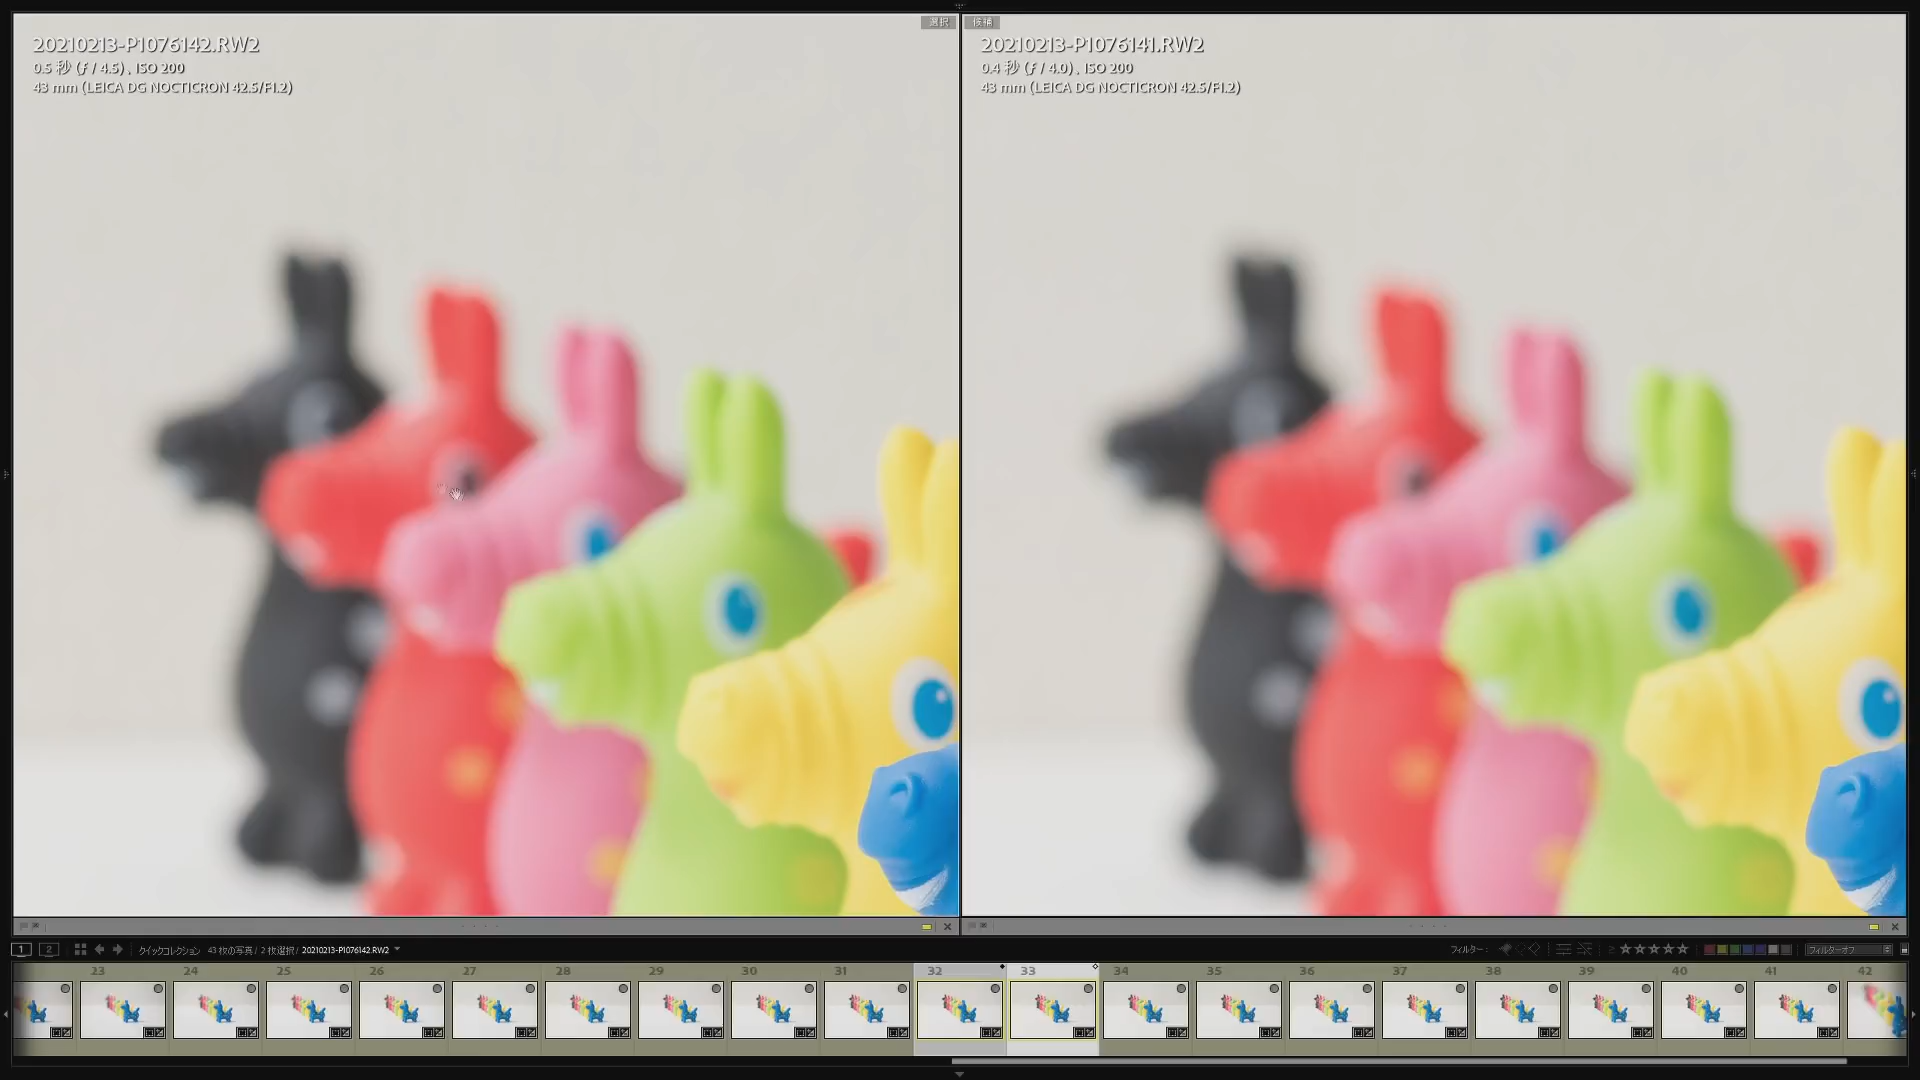 選択
20210213-P1076142.RW2
0.5 秒 (ƒ / 4.5) , ISO 200
43 mm (LEICA DG NOCTICRON 42.5/F1.2)
候補
20210213-P1076141.RW2
0.4 秒 (ƒ / 4.0) , ISO 200
43 mm (LEICA DG NOCTICRON 42.5/F1.2)
1 2 クイックコレクション 43 枚の写真 / 2 枚選択 / 20210213-P1076142.RW2 フィルター : フィルターオフ
23 24 25 26 27 28 29 30 31 32 33 34 35 36 37 38 39 40 41 42